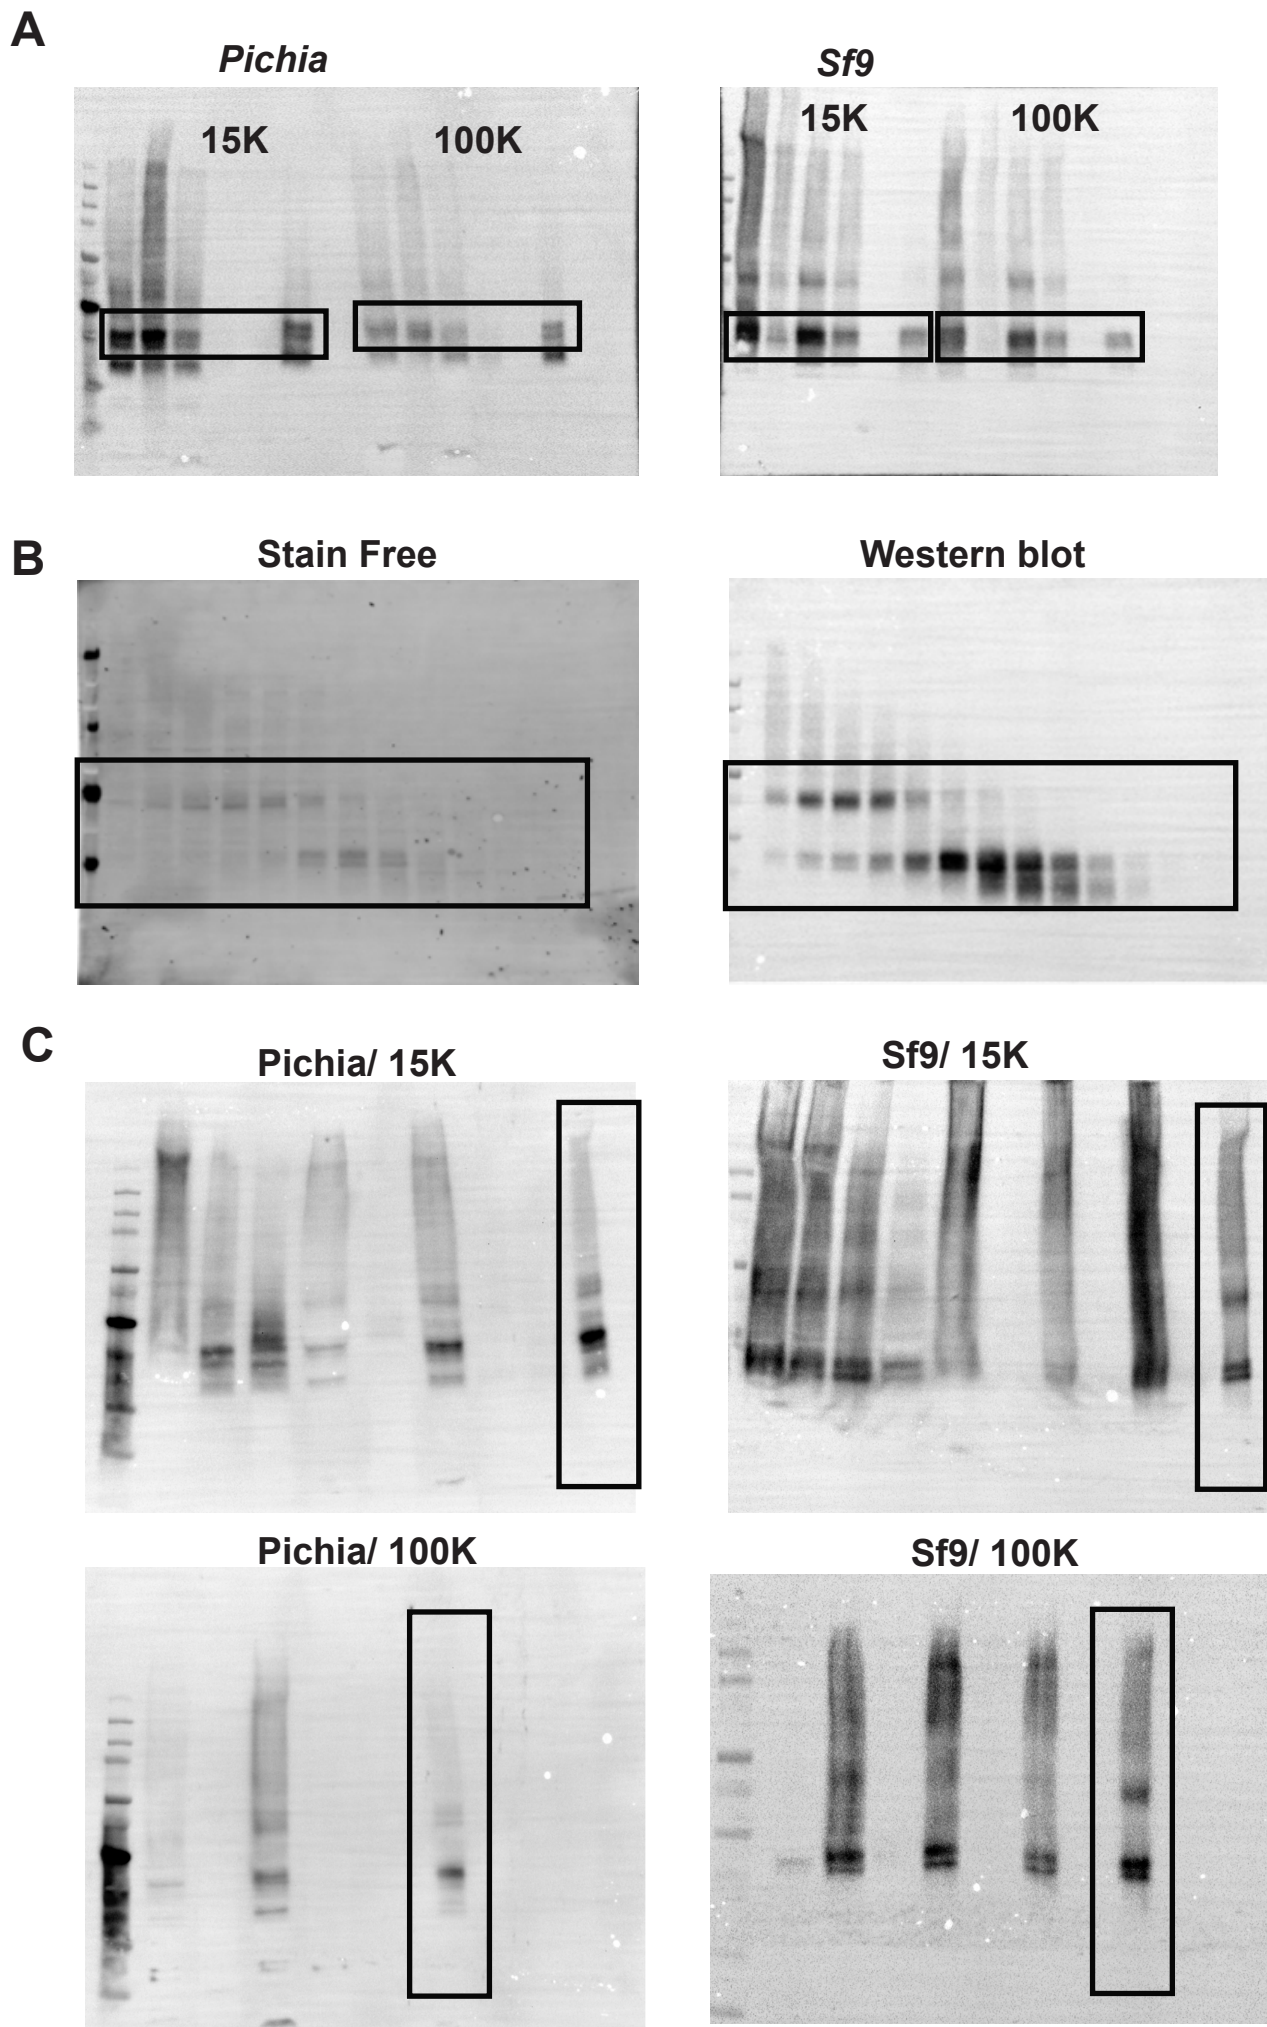 A
Pichia
Sf9
15K
100K
15K
100K
B
Stain Free
Western blot
C
Pichia/ 15K
Sf9/ 15K
Pichia/ 100K
Sf9/ 100K